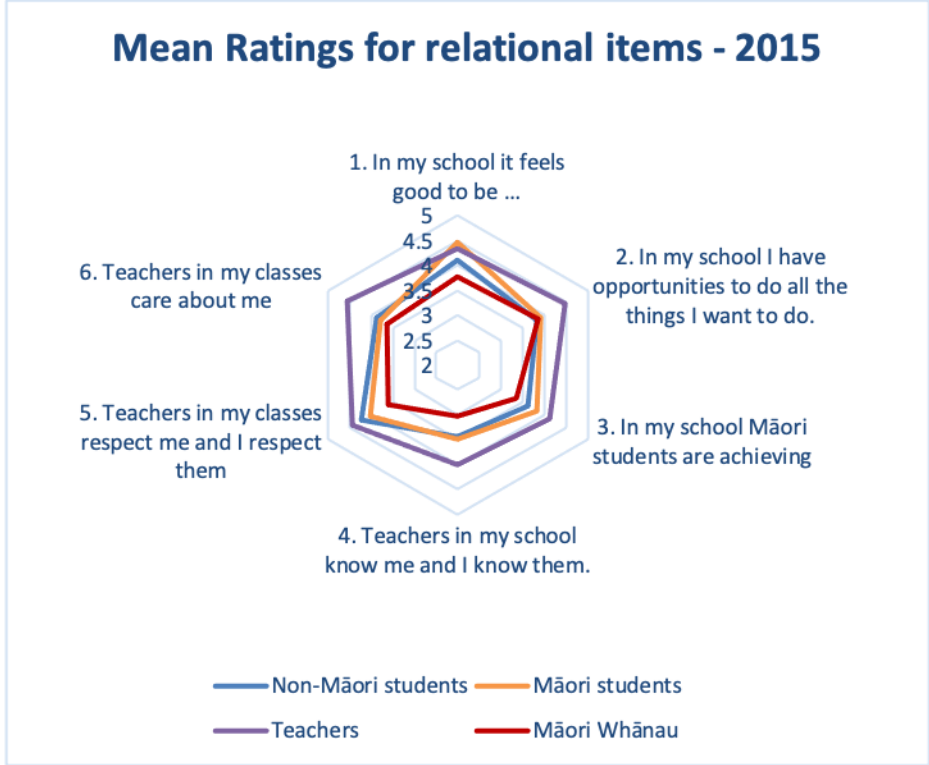 Mean Ratings for relational items - 2015
1. In my school it feels
good to be ...
5
4.5
4
3.5
3
2.5
2
2. In my school I have
opportunities to do all the
things I want to do.
3. In my school Māori
students are achieving
4. Teachers in my school
know me and I know them.
5. Teachers in my classes
respect me and I respect
them
6. Teachers in my classes
care about me
Non-Māori students
Māori students
Teachers
Māori Whānau